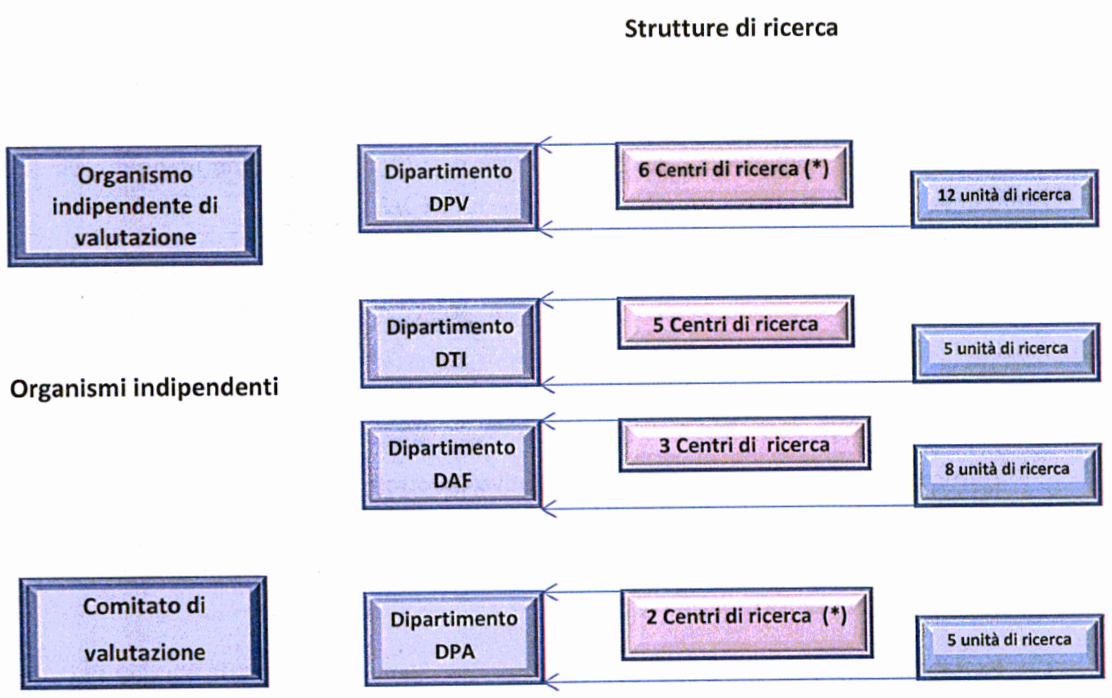 Strutture di ricerca
Organismo
indipendente di
valutazione
Dipartimento
DPV
6 Centri di ricerca (*)
12 unità di ricerca
Dipartimento
DTI
5 Centri di ricerca
5 unità di ricerca
Organismi indipendenti
Dipartimento
DAF
3 Centri di ricerca
8 unità di ricerca
Comitato di
valutazione
Dipartimento
DPA
2 Centri di ricerca (*)
5 unità di ricerca